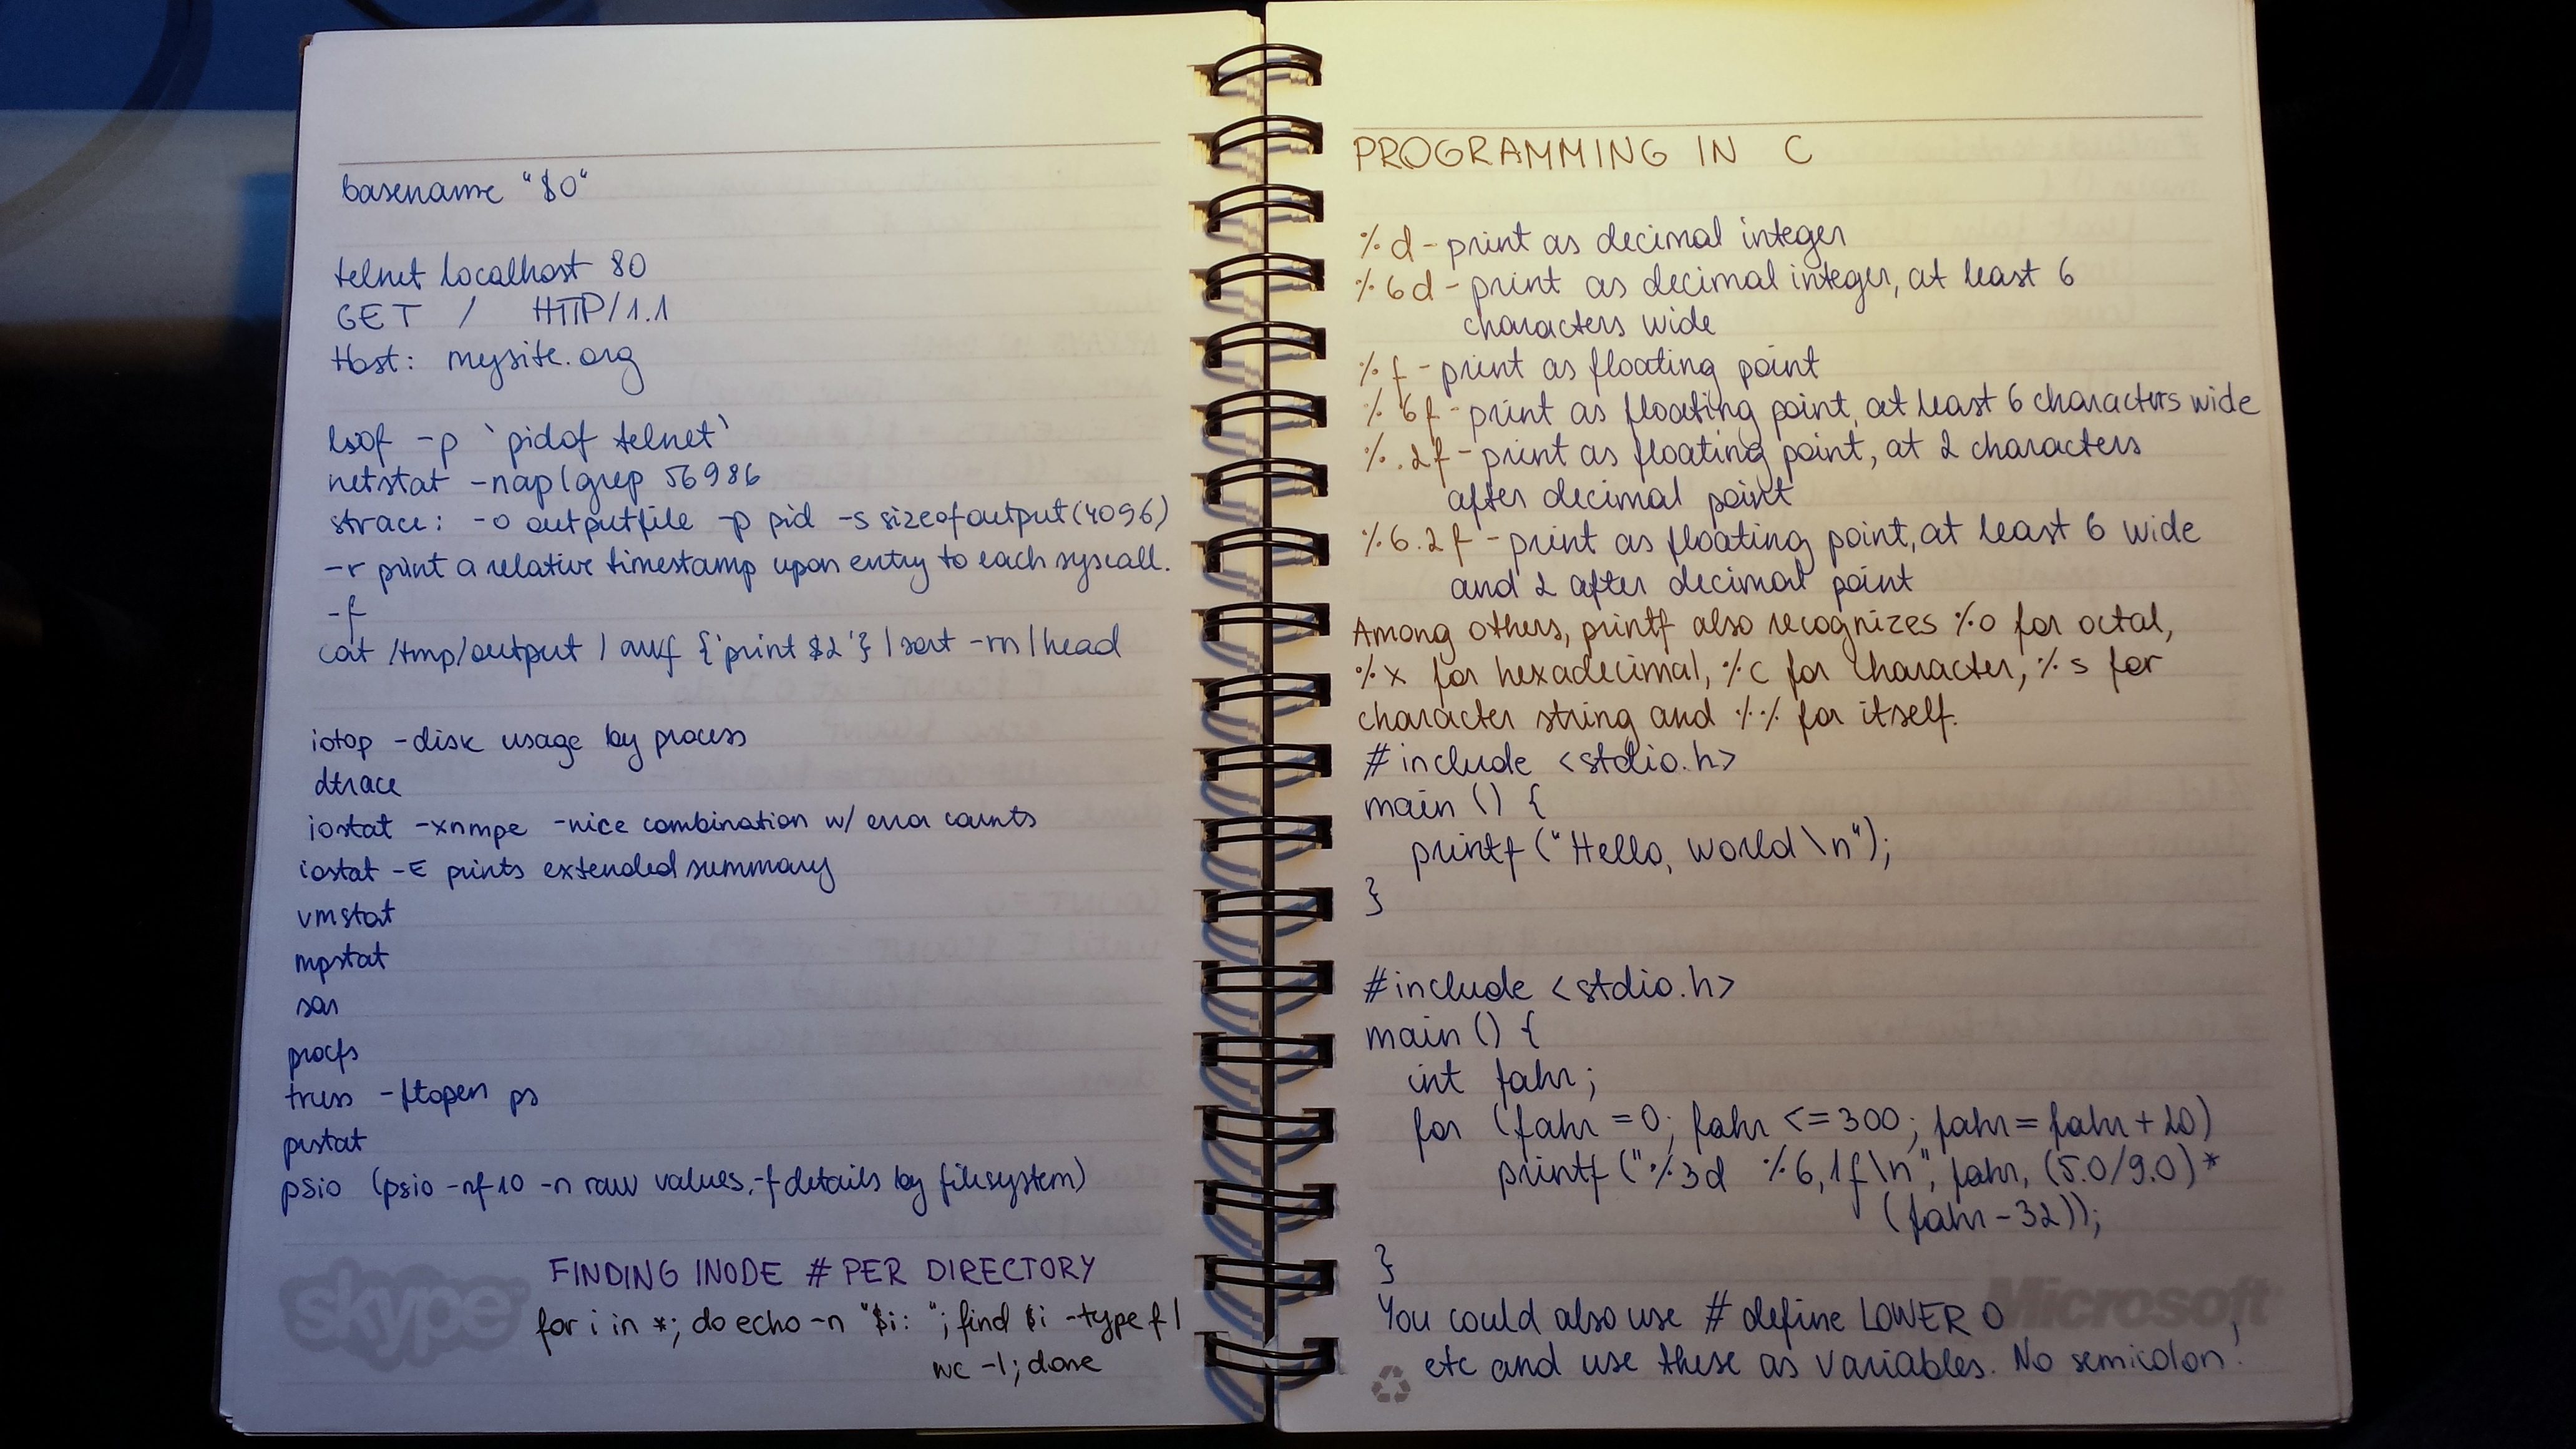 basename "$0"
telnet localhost 80
GET / HTTP/1.1
Host: mysite.org
lsof -p `pidof telnet`
netstat -nap|grep 56986
strace: -o outputfile -p pid -s sizeofoutput(4096)
-r print a relative timestamp upon entry to each syscall.
-f
cat /tmp/output | awk {'print $2'} | sort -rn | head
iotop - disk usage by process
dtrace
iostat -xnmpe - nice combination w/ error counts
iostat -E prints extended summary
vmstat
mpstat
sar
procfs
truss -ftopen ps
prstat
psio (psio -nf 10 -n raw values, -f details by filesystem)
FINDING INODE # PER DIRECTORY
for i in *; do echo -n "$i: "; find $i -type f |
wc -l; done
skype
PROGRAMMING IN C
%d - print as decimal integer
%6d - print as decimal integer, at least 6
characters wide
%f - print as floating point
%6f - print as floating point, at least 6 characters wide
%.2f - print as floating point, at 2 characters
after decimal point
%6.2f - print as floating point, at least 6 wide
and 2 after decimal point
Among others, printf also recognizes %o for octal,
%x for hexadecimal, %c for character, %s for
character string and %% for itself.
#include <stdio.h>
main () {
printf ("Hello, world\n");
}
#include <stdio.h>
main () {
int fahr;
for (fahr = 0; fahr <= 300; fahr = fahr + 20)
printf ("%3d %6,1f\n", fahr, (5.0/9.0)*
(fahr - 32));
}
You could also use # define LOWER 0
etc and use these as variables. No semicolon!
Microsoft